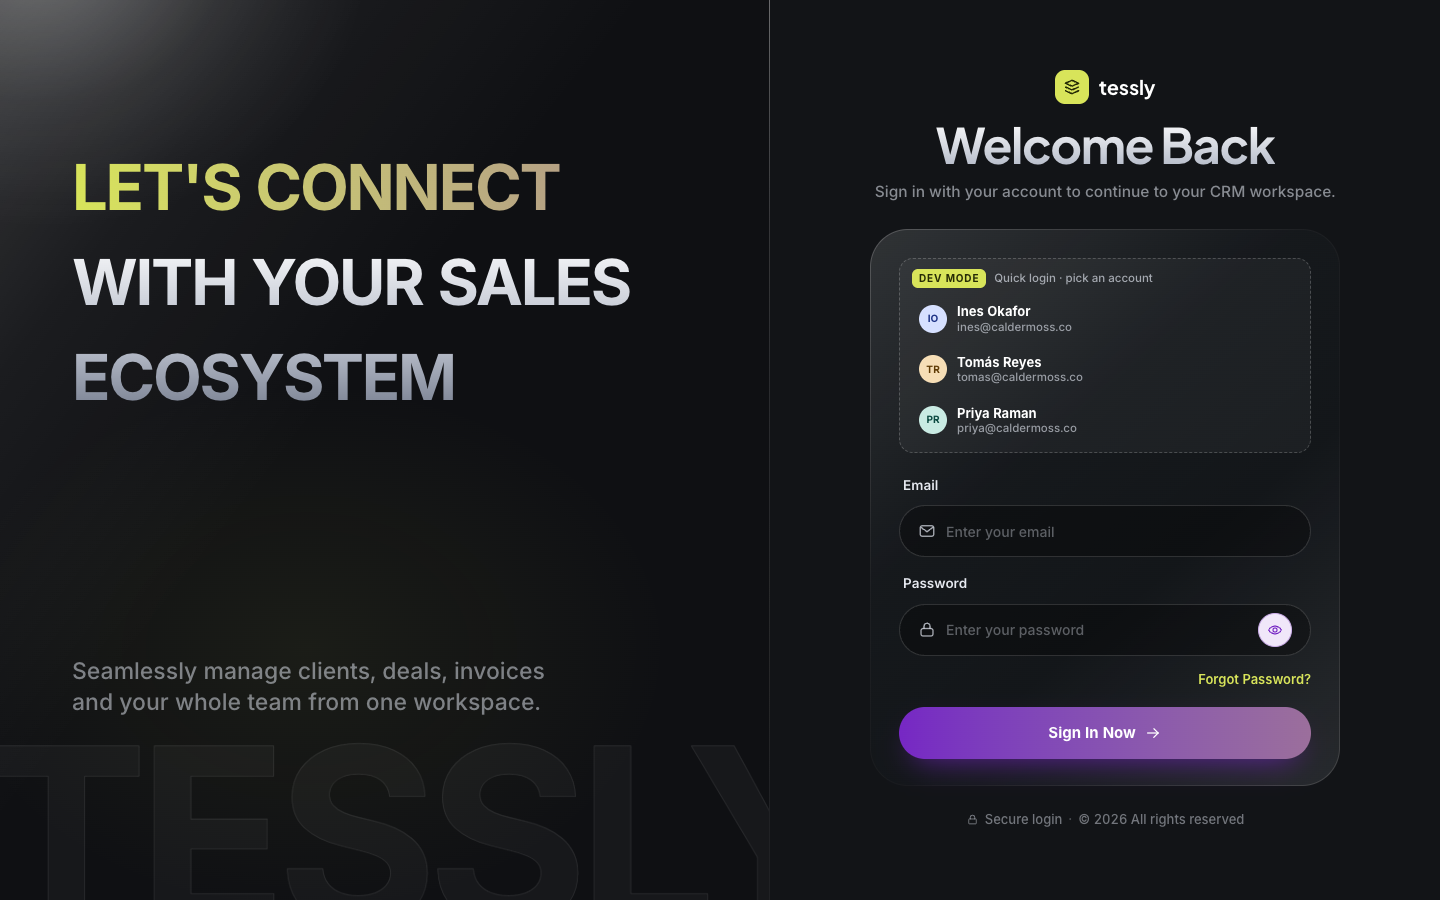 LET'S CONNECT
WITH YOUR SALES
ECOSYSTEM
Seamlessly manage clients, deals, invoices
and your whole team from one workspace.
TESSLY
tessly
Welcome Back
Sign in with your account to continue to your CRM workspace.
DEV MODE Quick login · pick an account
IO Ines Okafor
ines@caldermoss.co
TR Tomás Reyes
tomas@caldermoss.co
PR Priya Raman
priya@caldermoss.co
Email
Enter your email
Password
Enter your password
Forgot Password?
Sign In Now →
Secure login · © 2026 All rights reserved